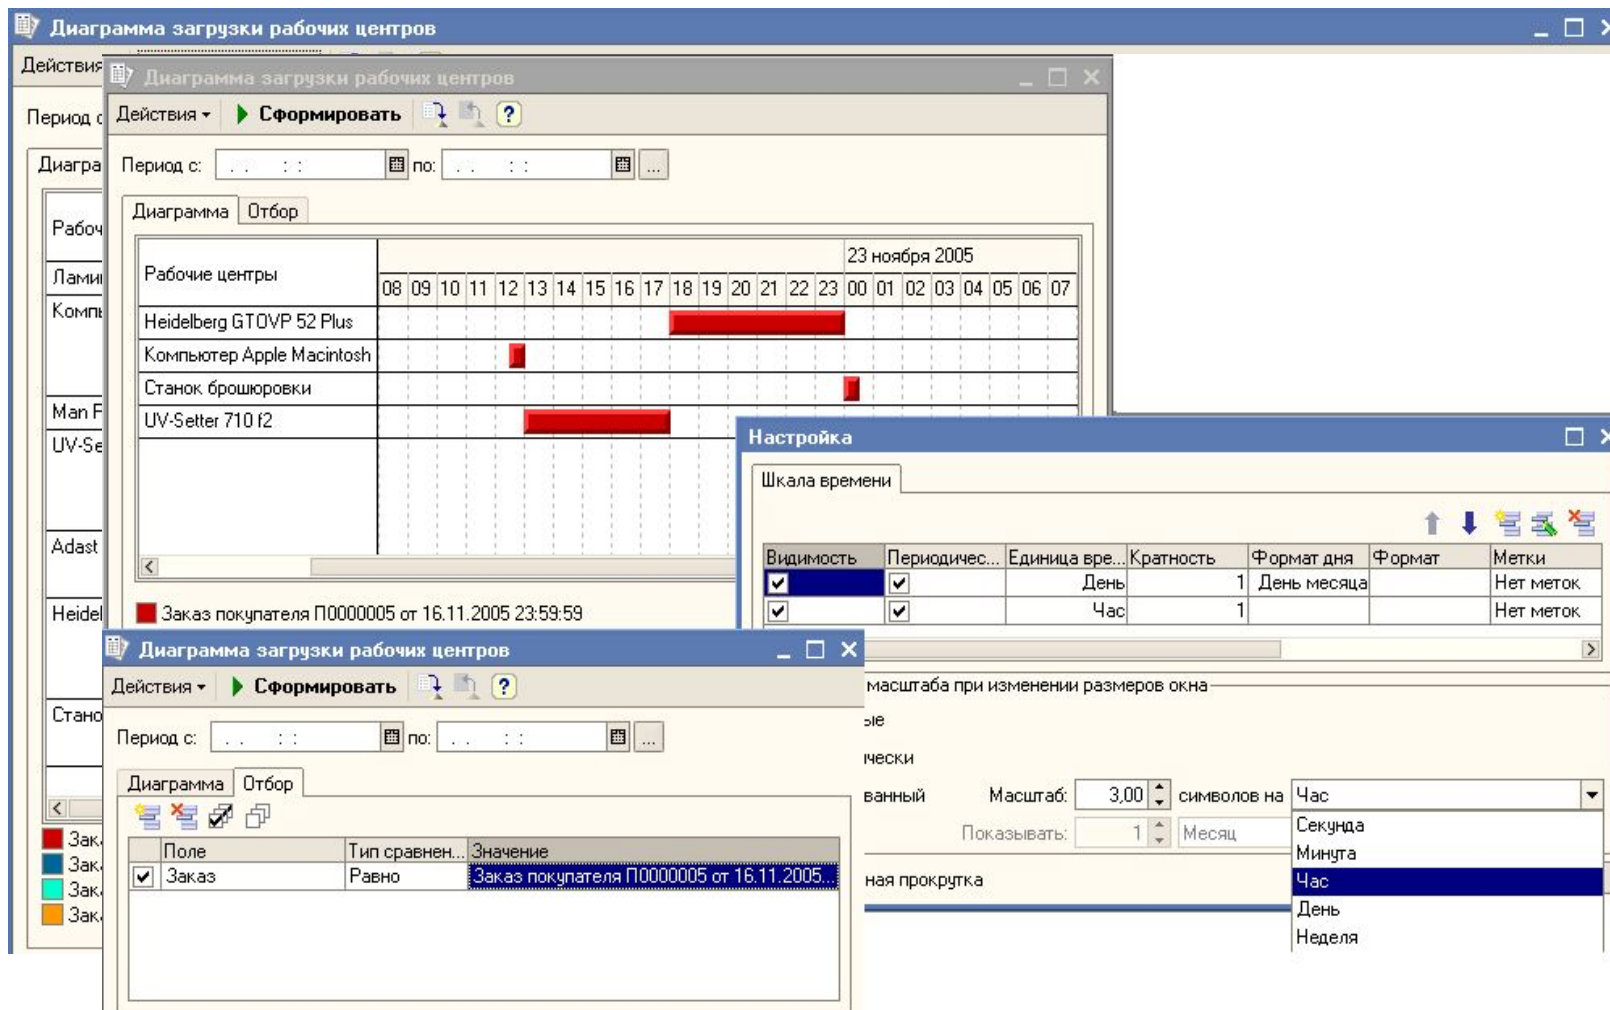 Диаграмма загрузки рабочих центров
Действия
Период с
Диагра
Рабоч
Лами
Компь
Man F
UV-Se
Adast
Heidel
Стано
Зак
Зак
Зак
Зак
Диаграмма загрузки рабочих центров
Действия Сформировать
Период с: . . : : по: . . : : ...
Диаграмма Отбор
23 ноября 2005
Рабочие центры
08 09 10 11 12 13 14 15 16 17 18 19 20 21 22 23 00 01 02 03 04 05 06 07
Heidelberg GTOVP 52 Plus
Компьютер Apple Macintosh
Станок брошюровки
UV-Setter 710 f2
Заказ покупателя П0000005 от 16.11.2005 23:59:59
Настройка
Шкала времени
Видимость Периодичес... Единица вре... Кратность Формат дня Формат Метки
День 1 День месяца Нет меток
Час 1 Нет меток
масштаба при изменении размеров окна
ые
ически
ванный Масштаб: 3,00 символов на Час
Показывать: 1 Месяц
ная прокрутка
Секунда
Минута
Час
День
Неделя
Диаграмма загрузки рабочих центров
Действия Сформировать
Период с: . . : : по: . . : : ...
Диаграмма Отбор
Поле Тип сравнен... Значение
Заказ Равно Заказ покупателя П0000005 от 16.11.2005...